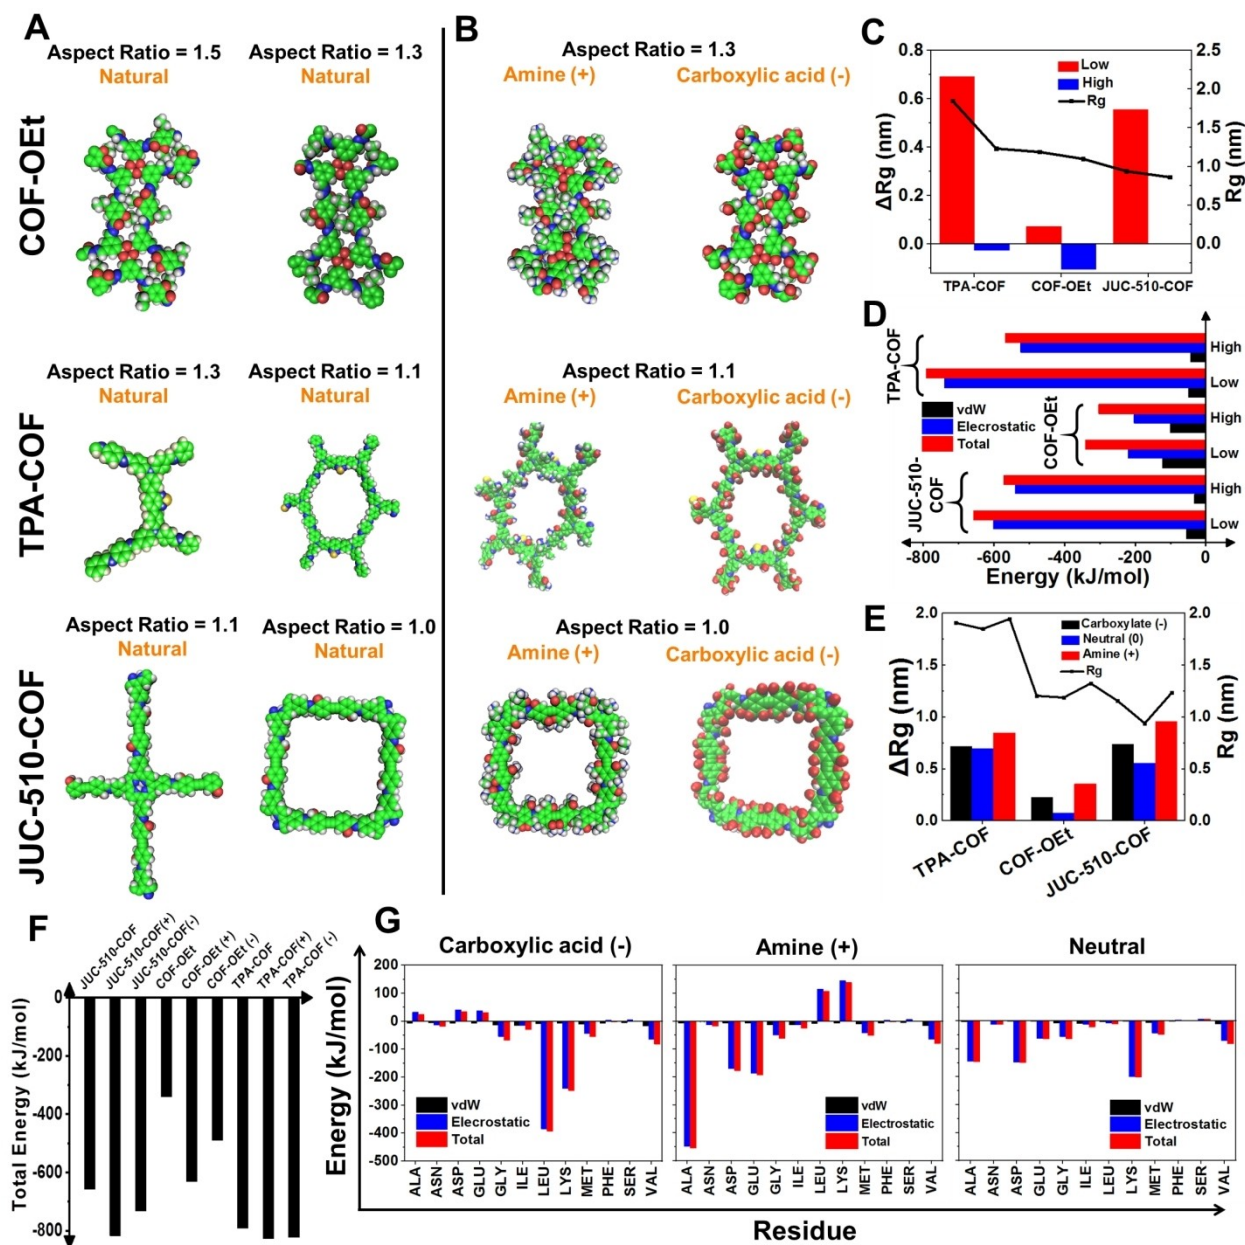 A
Aspect Ratio = 1.5
Natural
Aspect Ratio = 1.3
Natural
COF-OEt
Aspect Ratio = 1.3
Natural
Aspect Ratio = 1.1
Natural
TPA-COF
Aspect Ratio = 1.1
Natural
Aspect Ratio = 1.0
Natural
JUC-510-COF
B
Aspect Ratio = 1.3
Amine (+)
Carboxylic acid (-)
Aspect Ratio = 1.1
Amine (+)
Carboxylic acid (-)
Aspect Ratio = 1.0
Amine (+)
Carboxylic acid (-)
C
ΔRg (nm)
0.8
0.6
0.4
0.2
0.0
Low
High
Rg
2.5
2.0
1.5
1.0
0.5
0.0
Rg (nm)
TPA-COF
COF-OEt
JUC-510-COF
D
TPA-COF
High
Low
vdW
Elecrostatic
Total
COF-OEt
High
Low
JUC-510-
COF
High
Low
-800
-600
-400
-200
0
Energy (kJ/mol)
E
ΔRg (nm)
2.0
1.5
1.0
0.5
0.0
Carboxylate (-)
Neutral (0)
Amine (+)
Rg
2.0
1.5
1.0
0.5
0.0
Rg (nm)
TPA-COF
COF-OEt
JUC-510-COF
F
JUC-510-COF
JUC-510-COF(+)
JUC-510-COF(-)
COF-OEt
COF-OEt (+)
COF-OEt (-)
TPA-COF
TPA-COF(+)
TPA-COF (-)
Total Energy (kJ/mol)
0
-200
-400
-600
-800
G
Carboxylic acid (-)
Amine (+)
Neutral
Energy (kJ/mol)
200
100
0
-100
-200
-300
-400
-500
vdW
Elecrostatic
Total
vdW
Electrostatic
Total
vdW
Electrostatic
Total
ALA
ASN
ASP
GLU
GLY
ILE
LEU
LYS
MET
PHE
SER
VAL
ALA
ASN
ASP
GLU
GLY
ILE
LEU
LYS
MET
PHE
SER
VAL
ALA
ASN
ASP
GLU
GLY
ILE
LEU
LYS
MET
PHE
SER
VAL
Residue